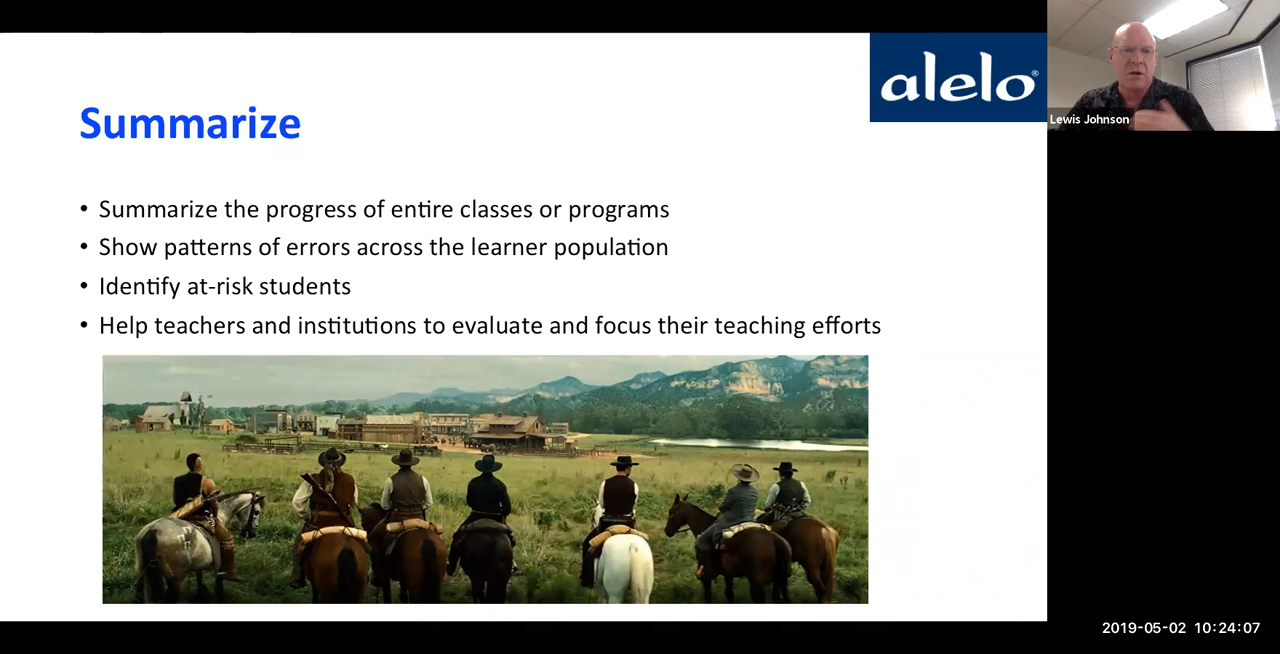 alelo®
Lewis Johnson
Summarize
• Summarize the progress of entire classes or programs
• Show patterns of errors across the learner population
• Identify at-risk students
• Help teachers and institutions to evaluate and focus their teaching efforts
2019-05-02 10:24:07